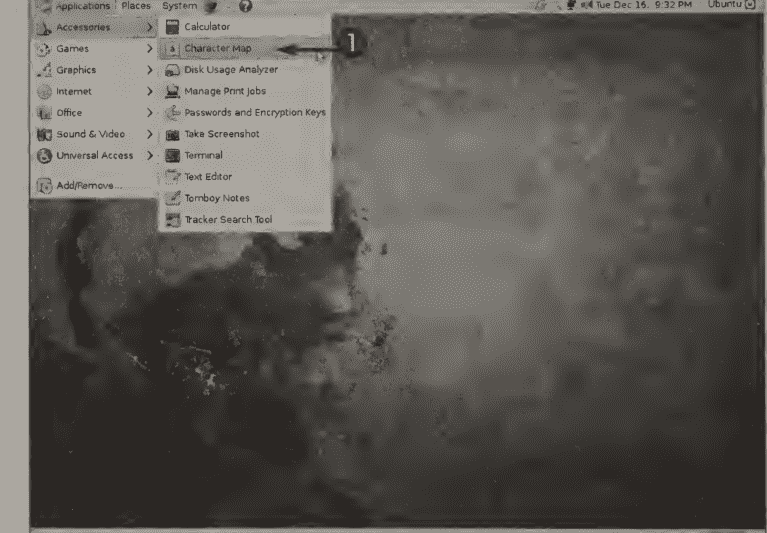 Applications Places System Tue Dec 16, 9:32 PM Ubuntu
Accessories
Games
Graphics
Internet
Office
Sound & Video
Universal Access
Add/Remove...
Calculator
Character Map 1
Disk Usage Analyzer
Manage Print Jobs
Passwords and Encryption Keys
Take Screenshot
Terminal
Text Editor
Tomboy Notes
Tracker Search Tool